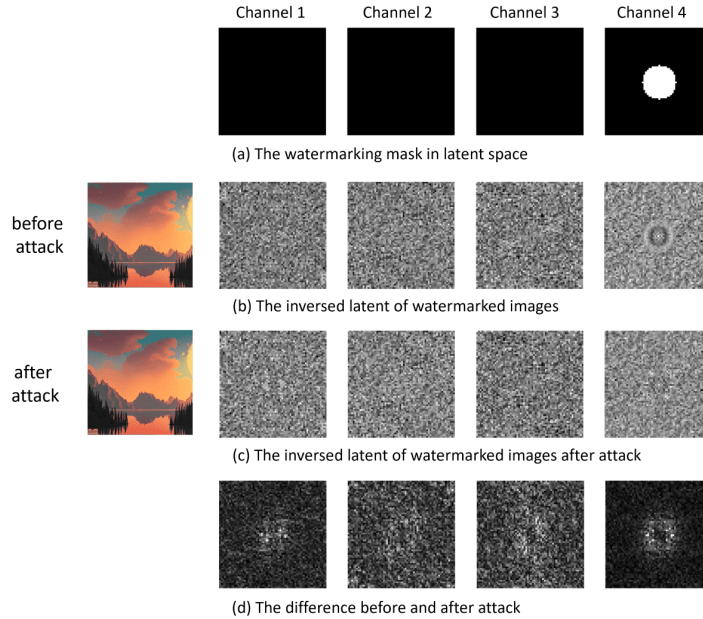 Channel 1 Channel 2 Channel 3 Channel 4
(a) The watermarking mask in latent space
before
attack
(b) The inversed latent of watermarked images
after
attack
(c) The inversed latent of watermarked images after attack
(d) The difference before and after attack